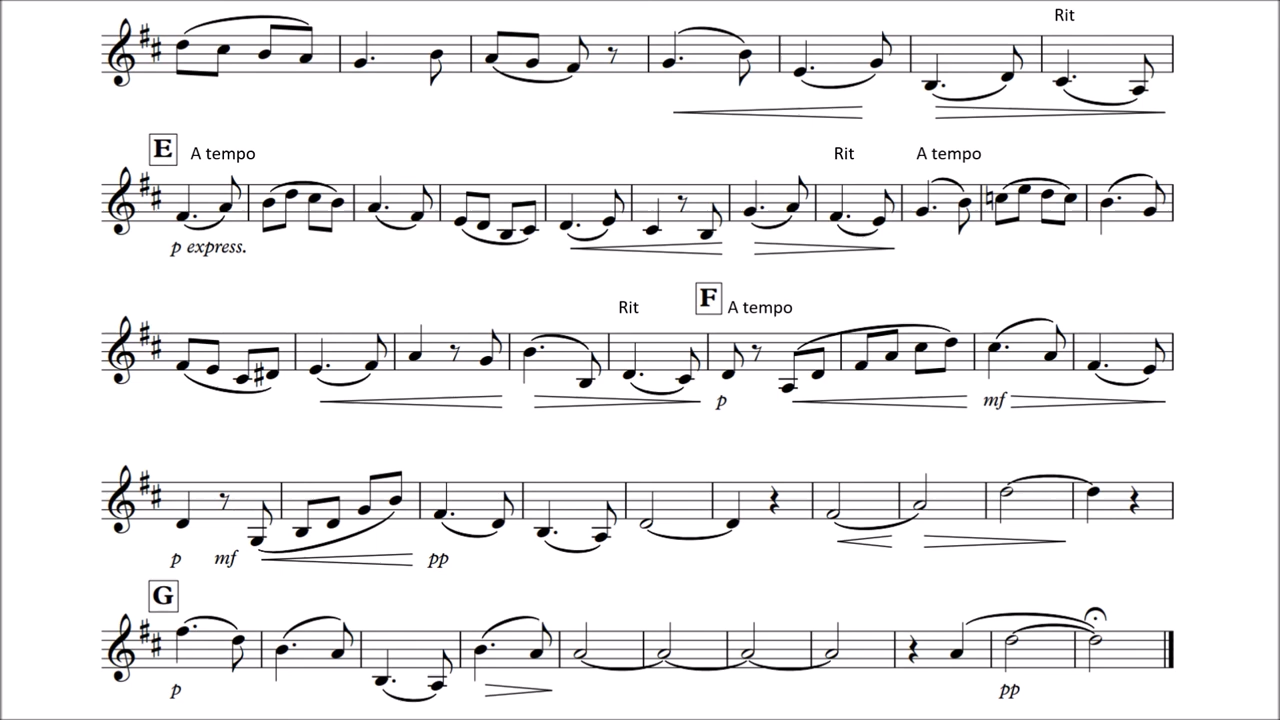 Rit
E A tempo Rit A tempo
p express.
Rit F A tempo
p mf
p mf pp
G
p pp